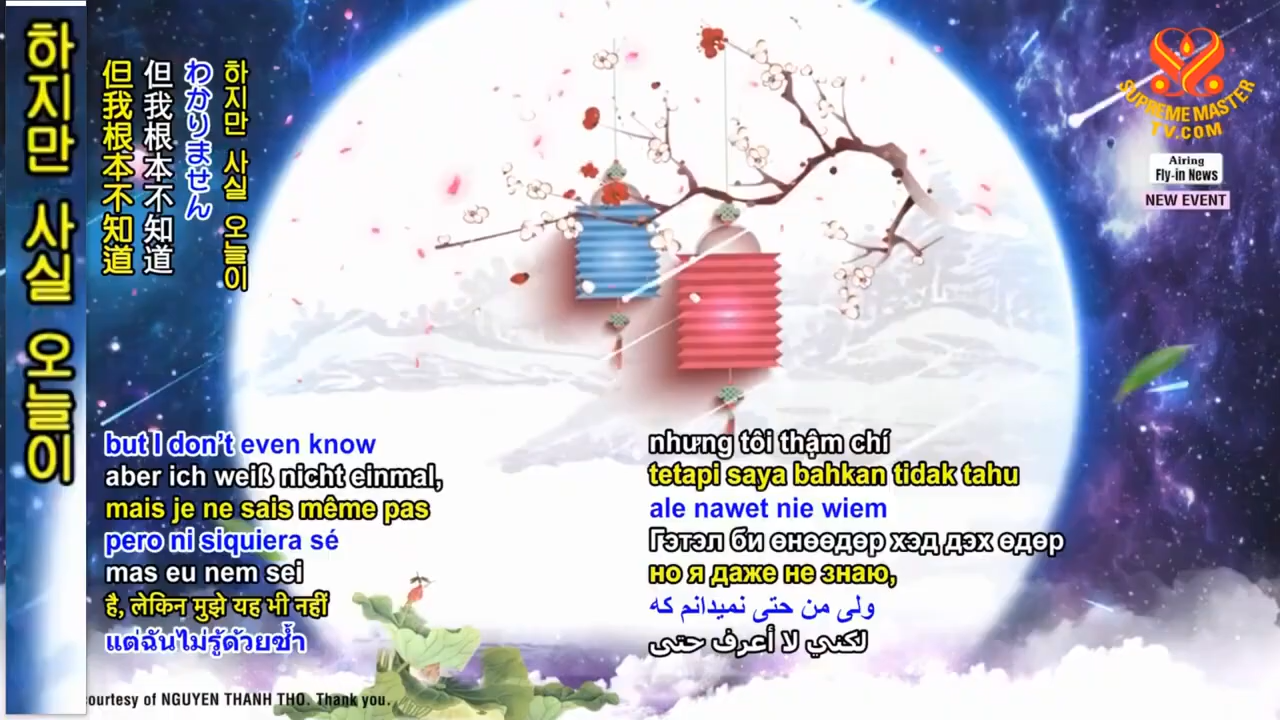 하지만 사실 오늘이
하지만 사실 오늘이
わかりません
但我根本不知道
但我根本不知道
SUPREME MASTER
TV.COM
Airing
Fly-in News
NEW EVENT
but I don't even know
aber ich weiß nicht einmal,
mais je ne sais même pas
pero ni siquiera sé
mas eu nem sei
है, लेकिन मुझे यह भी नहीं
แต่ฉันไม่รู้ด้วยซ้ำ
nhưng tôi thậm chí
tetapi saya bahkan tidak tahu
ale nawet nie wiem
Гэтэл би өнөөдөр хэд дэх өдөр
но я даже не знаю,
ولی من حتی نمیدانم که
لكنني لا أعرف حتى
courtesy of NGUYEN THANH THO. Thank you.